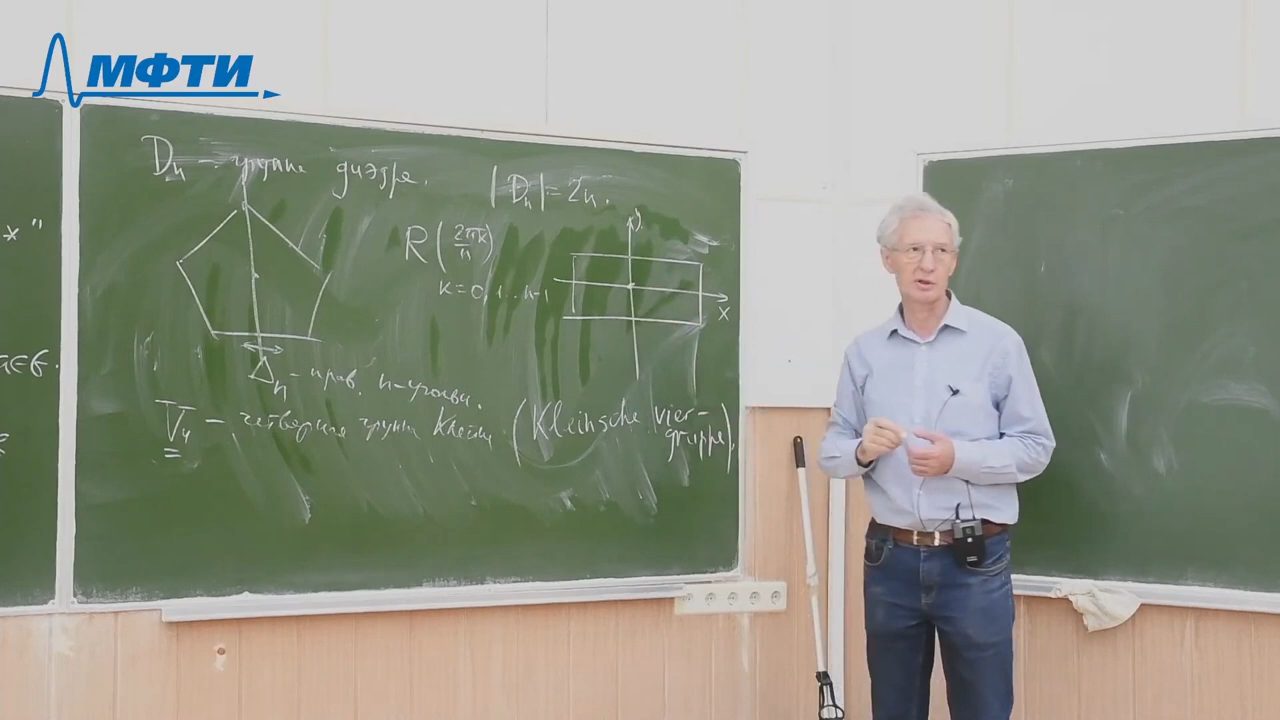 МФТИ
* "
Dₙ – группа диэдра.
|Dₙ| = 2n.
R(2πk/n)
k = 0, 1 ... n-1
y
x
Δₙ – прав. n-угольн.
V₄ – четверная группа Клейна (Kleinsche Vier-
gruppe).